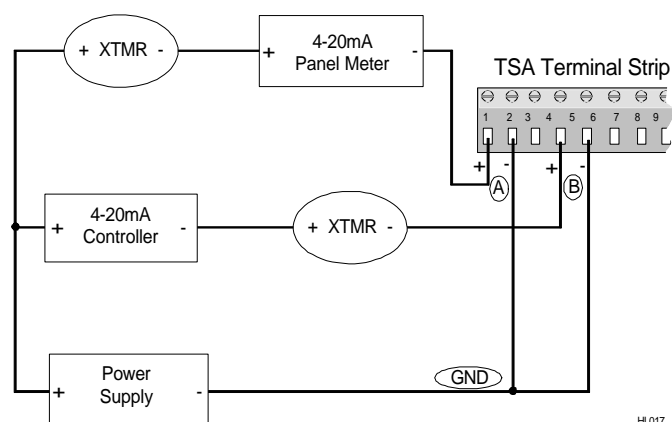 + XTMR -
+ 4-20mA -
Panel Meter
TSA Terminal Strip
1 2 3 4 5 6 7 8 9
+ - + -
A B
+ 4-20mA -
Controller
+ XTMR -
+ Power -
Supply
GND
HL017